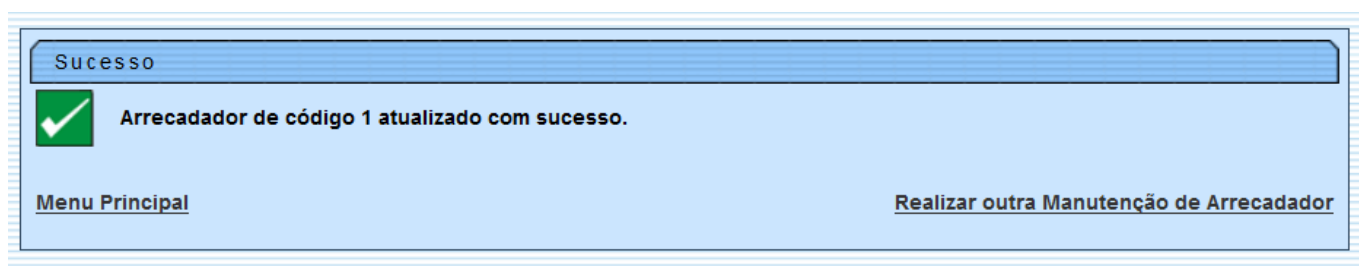 Sucesso
Arrecadador de código 1 atualizado com sucesso.
Menu Principal
Realizar outra Manutenção de Arrecadador